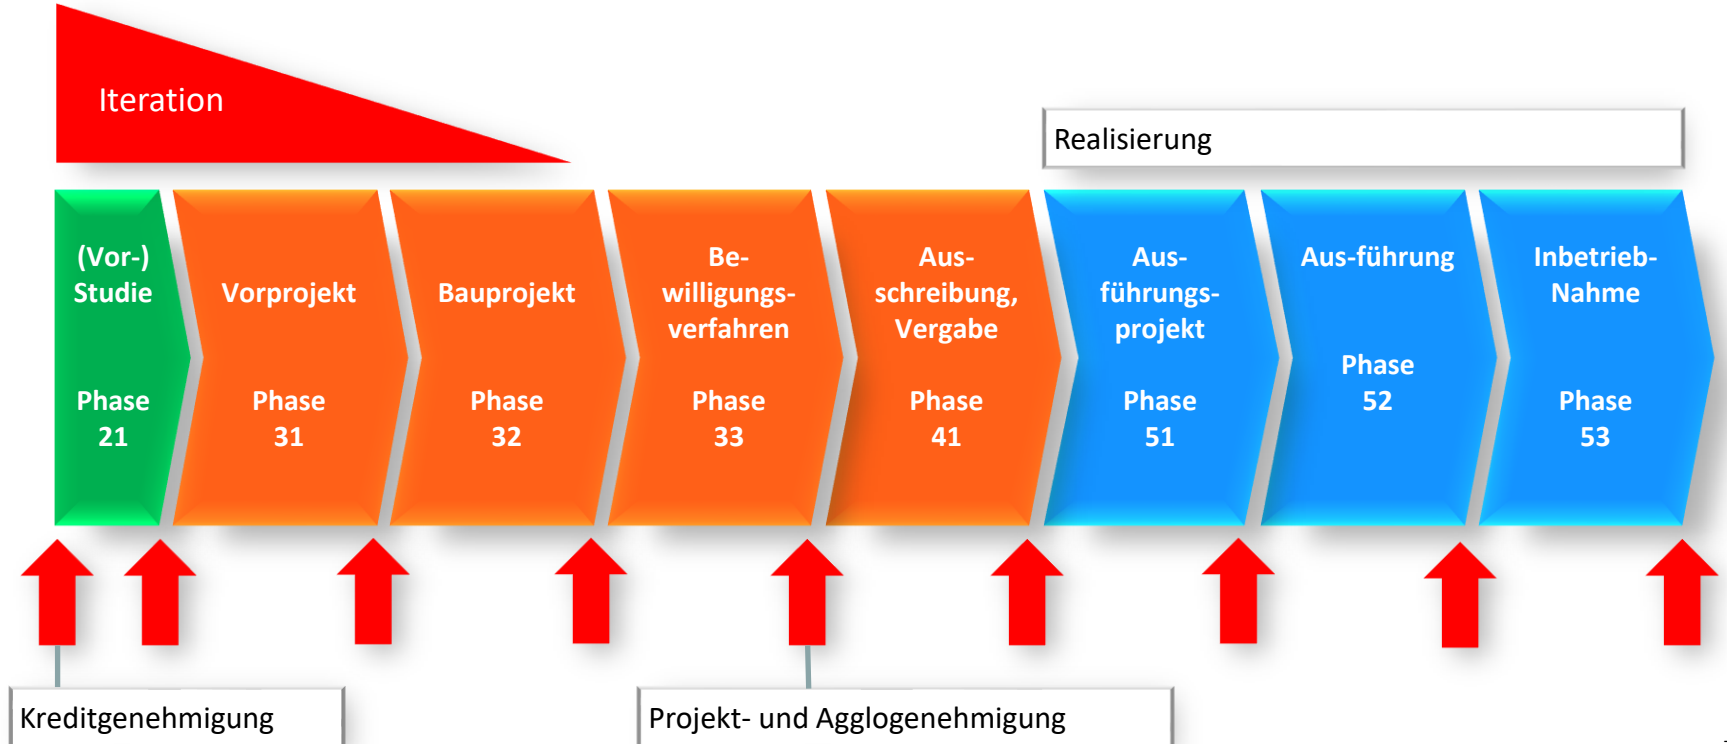 Iteration
Realisierung
(Vor-)
Studie
Phase
21
Vorprojekt
Phase
31
Bauprojekt
Phase
32
Be-
willigungs-
verfahren
Phase
33
Aus-
schreibung,
Vergabe
Phase
41
Aus-
führungs-
projekt
Phase
51
Aus-führung
Phase
52
Inbetrieb-
Nahme
Phase
53
Kreditgenehmigung
Projekt- und Agglogenehmigung